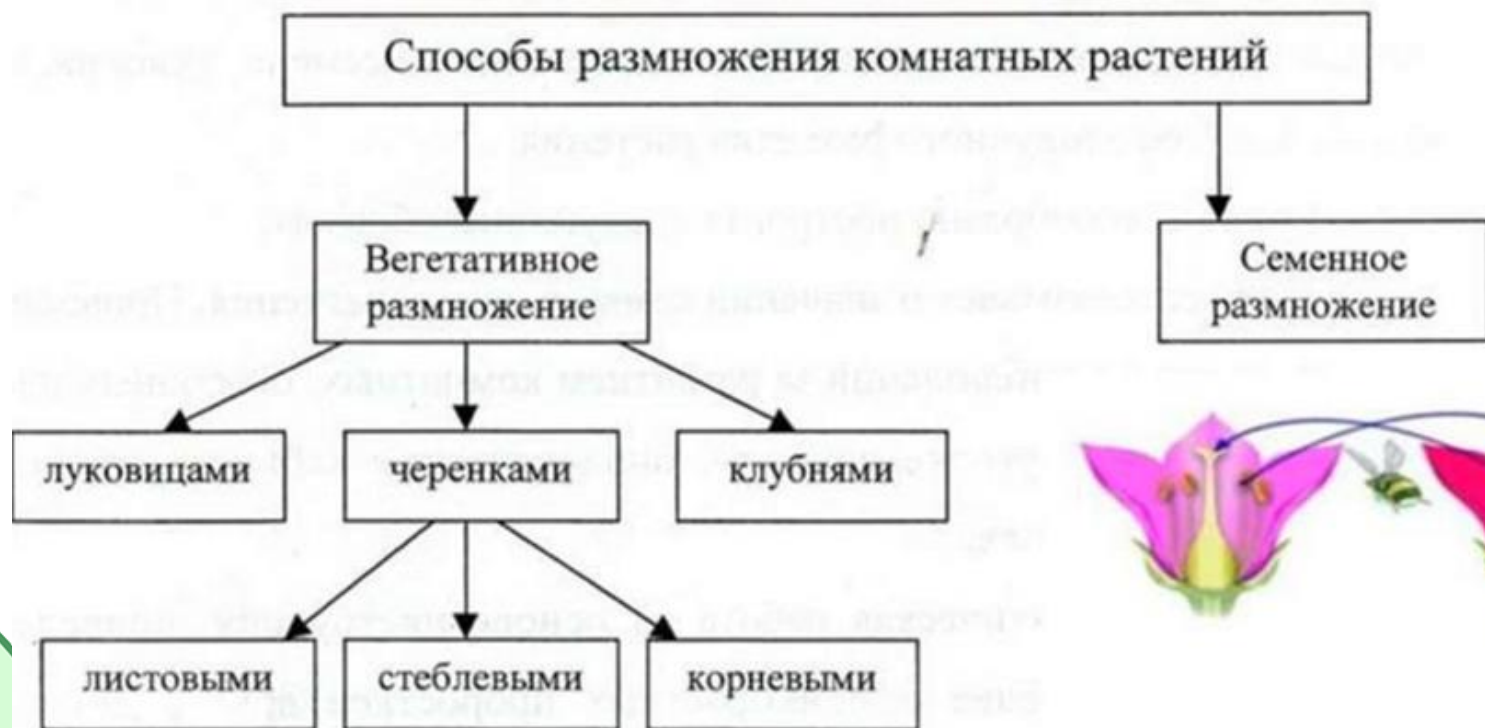 Способы размножения комнатных растений
Вегетативное
размножение
Семенное
размножение
луковицами
черенками
клубнями
листовыми
стеблевыми
корневыми